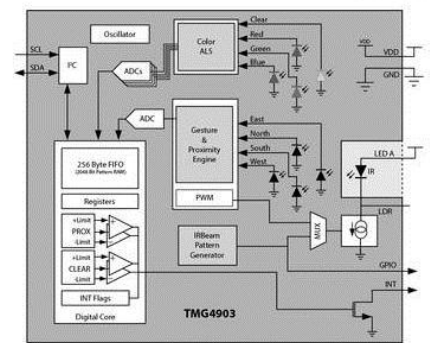 Oscillator
Color
ALS
Clear
Red
Green
Blue
VDD
VDD
GND
SCL
SDA
I²C
ADCs
ADC
Gesture &
Proximity
Engine
PWM
East
North
South
West
LED A
IR
LDR
256 Byte FIFO
(2048-Bit Pattern RAM)
Registers
+Limit
PROX
-Limit
+Limit
CLEAR
-Limit
INT Flags
Digital Core
IRBeam
Pattern
Generator
MUX
GPIO
INT
TMG4903